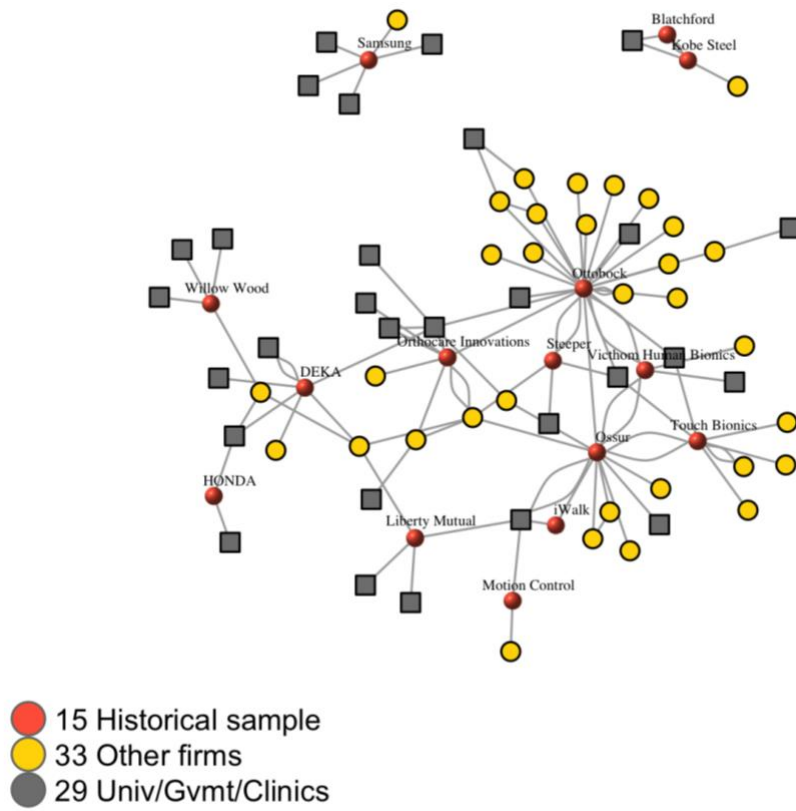 Samsung
Blatchford
Kobe Steel
Willow Wood
Ottobock
Orthocare Innovations
Steeper
Victhom Human Bionics
DEKA
Touch Bionics
Ossur
HONDA
Liberty Mutual
iWalk
Motion Control
15 Historical sample
33 Other firms
29 Univ/Gvmt/Clinics